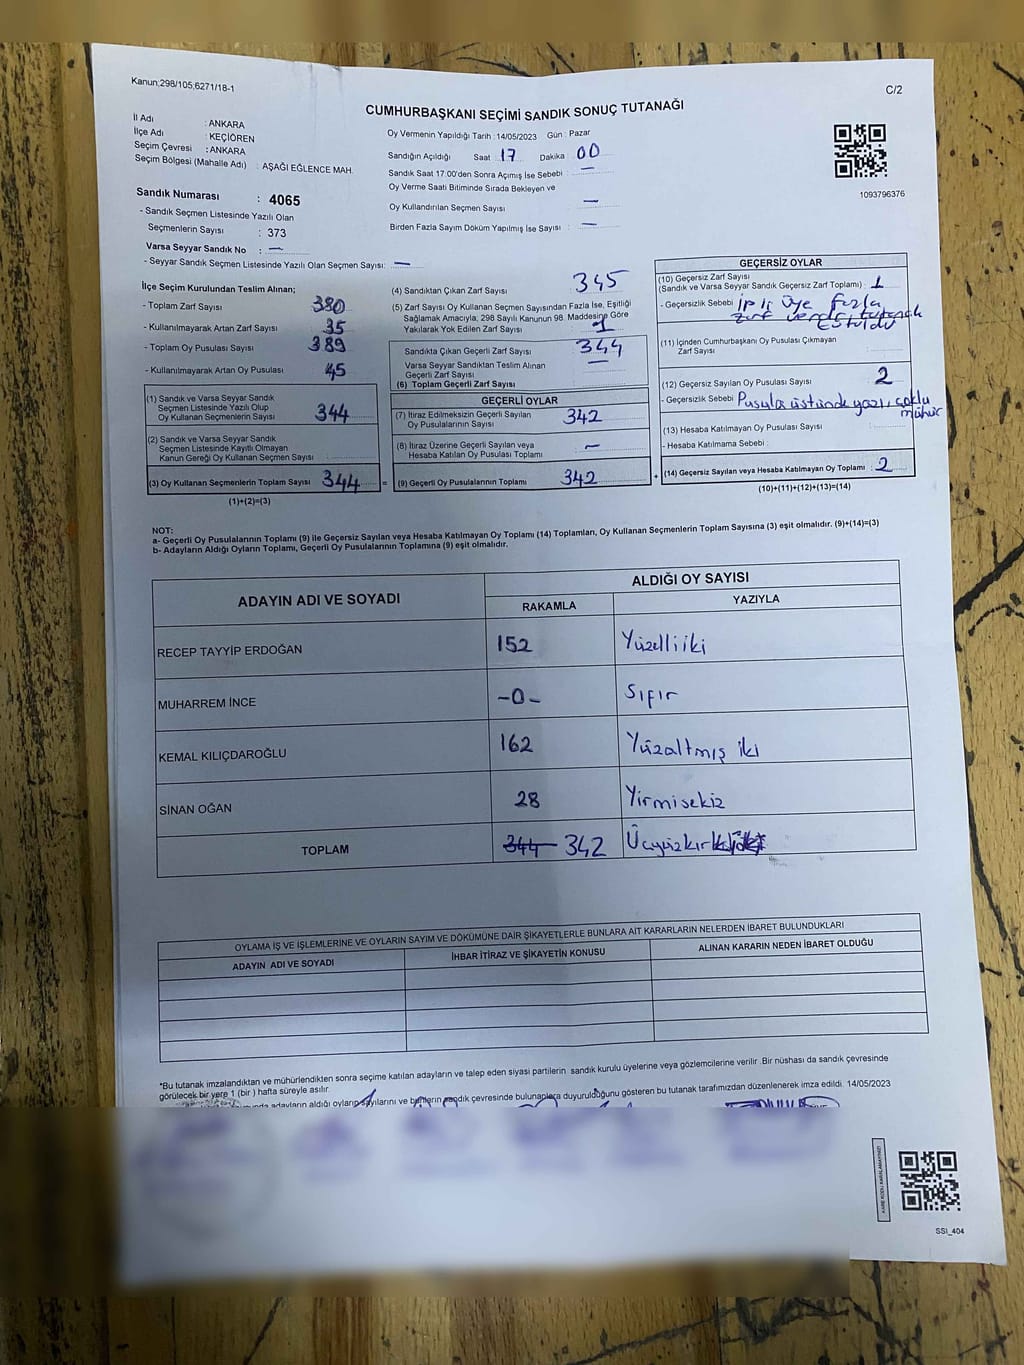 Kanun;298/105;6271/18-1
C/2
CUMHURBAŞKANI SEÇİMİ SANDIK SONUÇ TUTANAĞI
İl Adı : ANKARA
İlçe Adı : KEÇİÖREN
Seçim Çevresi : ANKARA
Seçim Bölgesi (Mahalle Adı) : AŞAĞI EĞLENCE MAH.
Sandık Numarası : 4065
- Sandık Seçmen Listesinde Yazılı Olan
Seçmenlerin Sayısı : 373
Varsa Seyyar Sandık No : —
- Seyyar Sandık Seçmen Listesinde Yazılı Olan Seçmen Sayısı: —
Oy Vermenin Yapıldığı Tarih : 14/05/2023 Gün : Pazar
Sandığın Açıldığı Saat 17 Dakika 00
Sandık Saat 17.00'den Sonra Açımış İse Sebebi : —
Oy Verme Saati Bitiminde Sırada Bekleyen ve
Oy Kullandırılan Seçmen Sayısı —
Birden Fazla Sayım Döküm Yapılmış İse Sayısı : —
1093796376
İlçe Seçim Kurulundan Teslim Alınan;
- Toplam Zarf Sayısı 380
- Kullanılmayarak Artan Zarf Sayısı 35
- Toplam Oy Pusulası Sayısı 389
- Kullanılmayarak Artan Oy Pusulası 45
(1) Sandık ve Varsa Seyyar Sandık
Seçmen Listesinde Yazılı Olup
Oy Kullanan Seçmenlerin Sayısı 344
(2) Sandık ve Varsa Seyyar Sandık
Seçmen Listesinde Kayıtlı Olmayan
Kanun Gereği Oy Kullanan Seçmen Sayısı
(3) Oy Kullanan Seçmenlerin Toplam Sayısı 344 =
(1)+(2)=(3)
(4) Sandıktan Çıkan Zarf Sayısı 345
(5) Zarf Sayısı Oy Kullanan Seçmen Sayısından Fazla İse, Eşitliği
Sağlamak Amacıyla, 298 Sayılı Kanunun 98. Maddesine Göre
Yakılarak Yok Edilen Zarf Sayısı 1
Sandıkta Çıkan Geçerli Zarf Sayısı 344
Varsa Seyyar Sandıktan Teslim Alınan
Geçerli Zarf Sayısı —
(6) Toplam Geçerli Zarf Sayısı
GEÇERLİ OYLAR
(7) İtiraz Edilmeksizin Geçerli Sayılan
Oy Pusulalarının Sayısı 342
(8) İtiraz Üzerine Geçerli Sayılan veya
Hesaba Katılan Oy Pusulası Toplamı —
(9) Geçerli Oy Pusulalarının Toplamı 342 +
GEÇERSİZ OYLAR
(10) Geçersiz Zarf Sayısı
(Sandık ve Varsa Seyyar Sandık Geçersiz Zarf Toplamı) : 1
- Geçersizlik Sebebi : üye fazla
zarf verdi tutanak
(11) İçinden Cumhurbaşkanı Oy Pusulası Çıkmayan
Zarf Sayısı
(12) Geçersiz Sayılan Oy Pusulası Sayısı 2
- Geçersizlik Sebebi Pusula üstünde yazı, çoklu
mühür
(13) Hesaba Katılmayan Oy Pusulası Sayısı
- Hesaba Katılmama Sebebi :
(14) Geçersiz Sayılan veya Hesaba Katılmayan Oy Toplamı : 2
(10)+(11)+(12)+(13)=(14)
NOT:
a- Geçerli Oy Pusulalarının Toplamı (9) ile Geçersiz Sayılan veya Hesaba Katılmayan Oy Toplamı (14) Toplamları, Oy Kullanan Seçmenlerin Toplam Sayısına (3) eşit olmalıdır. (9)+(14)=(3)
b- Adayların Aldığı Oyların Toplamı, Geçerli Oy Pusulalarının Toplamına (9) eşit olmalıdır.
ADAYIN ADI VE SOYADI
ALDIĞI OY SAYISI
RAKAMLA YAZIYLA
RECEP TAYYİP ERDOĞAN 152 Yüzelliiki
MUHARREM İNCE -0- Sıfır
KEMAL KILIÇDAROĞLU 162 Yüzaltmış iki
SİNAN OĞAN 28 Yirmisekiz
TOPLAM 344 342
OYLAMA İŞ VE İŞLEMLERİNE VE OYLARIN SAYIM VE DÖKÜMÜNE DAİR ŞİKAYETLERLE BUNLARA AİT KARARLARIN NELERDEN İBARET BULUNDUKLARI
ADAYIN ADI VE SOYADI İHBAR İTİRAZ VE ŞİKAYETİN KONUSU ALINAN KARARIN NEDEN İBARET OLDUĞU
*Bu tutanak imzalandıktan ve mühürlendikten sonra seçime katılan adayların ve talep eden siyasi partilerin sandık kurulu üyelerine veya gözlemcilerine verilir .Bir nüshası da sandık çevresinde
görülecek bir yere 1 (bir ) hafta süreyle asılır.
adayların aldığı oyların sayılarını ve bunların sandık çevresinde bulunanlara duyurulduğunu gösteren bu tutanak tarafımızdan düzenlenerek imza edildi. 14/05/2023
SSİ_404